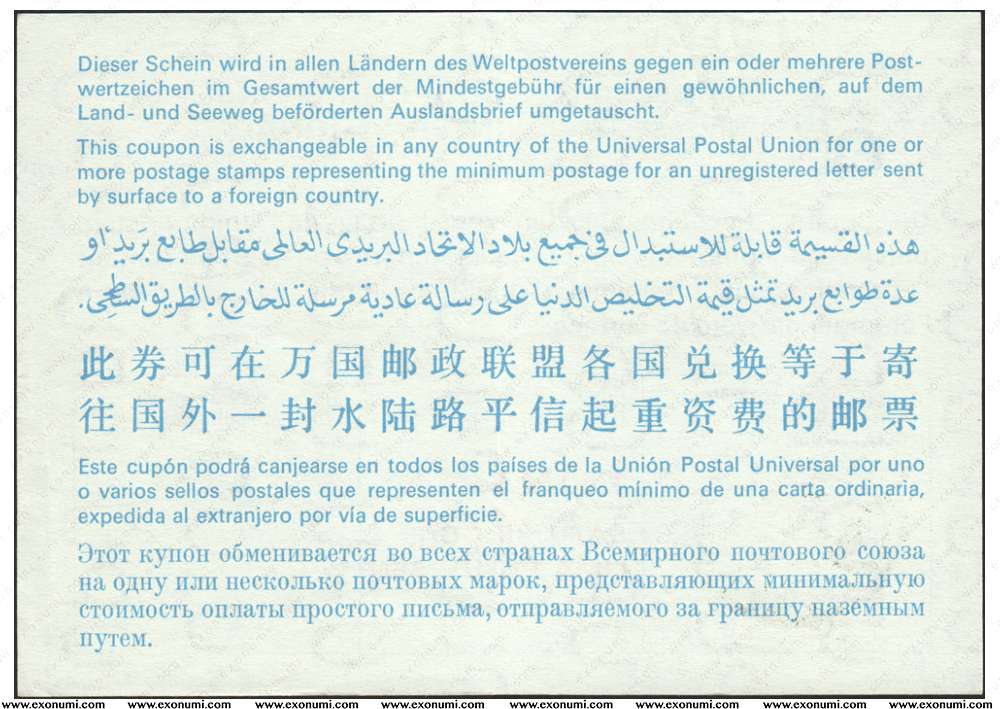 Dieser Schein wird in allen Ländern des Weltpostvereins gegen ein oder mehrere Post-
wertzeichen im Gesamtwert der Mindestgebühr für einen gewöhnlichen, auf dem
Land- und Seeweg beförderten Auslandsbrief umgetauscht.
This coupon is exchangeable in any country of the Universal Postal Union for one or
more postage stamps representing the minimum postage for an unregistered letter sent
by surface to a foreign country.
هذه القسيمة قابلة للاستبدال فى جميع بلاد الاتحاد البريدى العالمى مقابل طابع بَريد أو
عدة طوابع بريد تمثل قيمة التخليص الدنيا على رسالة عادية مرسلة للخارج بالطريق السطحى.
此券可在万国邮政联盟各国兑换等于寄
往国外一封水陆路平信起重资费的邮票
Este cupón podrá canjearse en todos los países de la Unión Postal Universal por uno
o varios sellos postales que representen el franqueo mínimo de una carta ordinaria,
expedida al extranjero por vía de superficie.
Этот купон обменивается во всех странах Всемирного почтового союза
на одну или несколько почтовых марок, представляющих минимальную
стоимость оплаты простого письма, отправляемого за границу наземным
путем.
www.exonumi.com www.exonumi.com www.exonumi.com www.exonumi.com www.exonumi.com www.exonumi.com www.exonumi.com www.exonumi.com